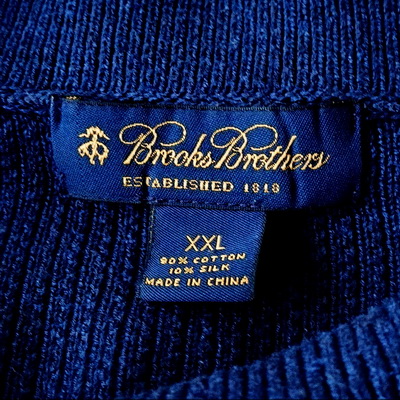 Brooks Brothers
ESTABLISHED 1818
XXL
90% COTTON
10% SILK
MADE IN CHINA